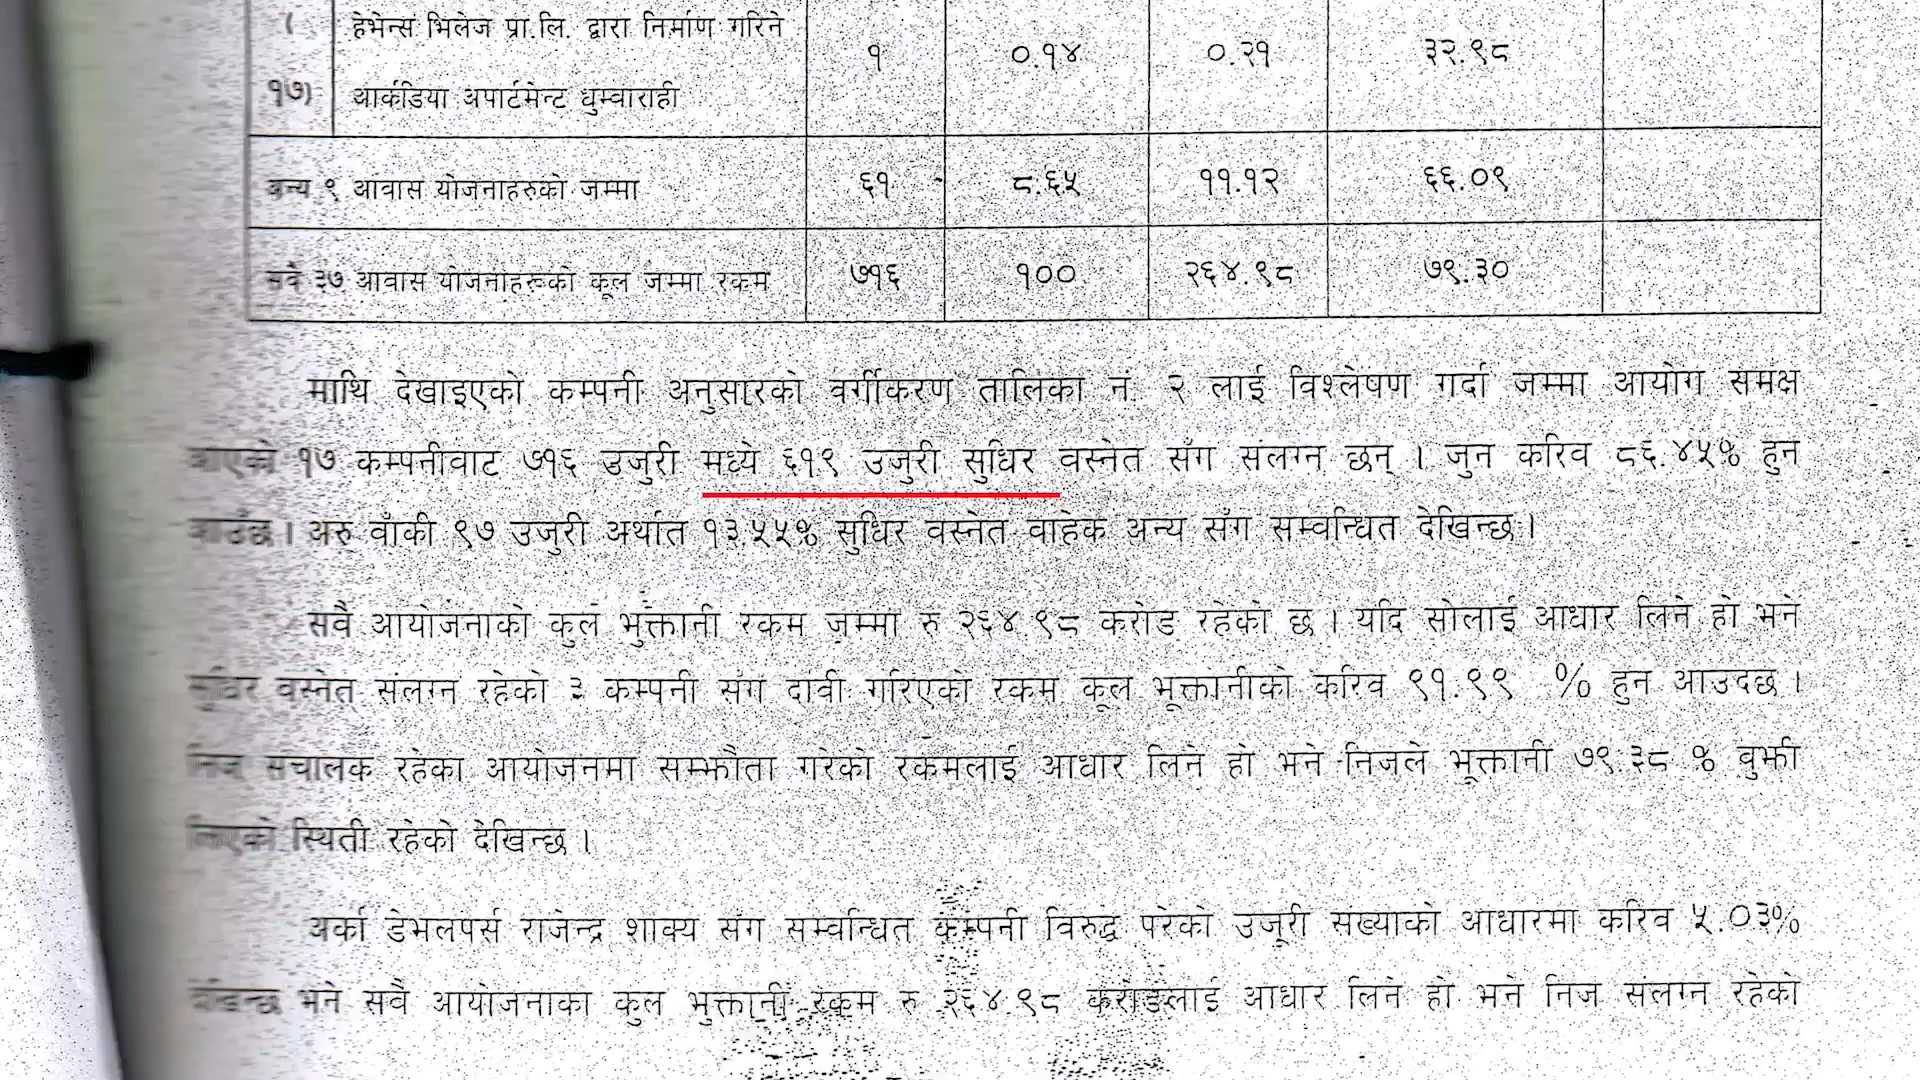 हेभेन्स भिलेज प्रा.लि. द्वारा निर्माण गरिने
१७) आर्कडिया अपार्टमेन्ट धुम्वाराही १ ०.१४ ०.२१ ३२.९८
अन्य ९ आवास योजनाहरुको जम्मा ६१ ८.६५ ११.१२ ६६.०९
सवै ३७ आवास योजनाहरूको कूल जम्मा रकम ७१६ १०० २६४.९८ ७९.३०
माथि देखाइएको कम्पनी अनुसारको वर्गीकरण तालिका नं. २ लाई विश्लेषण गर्दा जम्मा आयोग समक्ष
आएको १७ कम्पनीवाट ७१६ उजुरी मध्ये ६१९ उजुरी सुधिर वस्नेत सँग संलग्न छन् । जुन करिव ८६.४५% हुन
आउँछ । अरु वाँकी ९७ उजुरी अर्थात १३.५५% सुधिर वस्नेत वाहेक अन्य सँग सम्वन्धित देखिन्छ ।
सवै आयोजनाको कुल भुक्तानी रकम जम्मा रु २६४.९८ करोड रहेको छ । यदि सोलाई आधार लिने हो भने
सुधिर वस्नेत संलग्न रहेको ३ कम्पनी सँग दावी गरिएको रकम कूल भूक्तानीको करिव ९१.९९ % हुन आउदछ ।
निज संचालक रहेका आयोजनमा सम्झौता गरेको रकमलाई आधार लिने हो भने निजले भूक्तानी ७९.३८ % वुझी
लिएको स्थिती रहेको देखिन्छ ।
अर्का डेभलपर्स राजेन्द्र शाक्य सँग सम्वन्धित कम्पनी विरुद्ध परेको उजूरी संख्याको आधारमा करिव ५.०३%
भने सवै आयोजनाका कुल भुक्तानी रकम रु २६४.९८ करोडलाई आधार लिने हो भने निज संलग्न रहेको